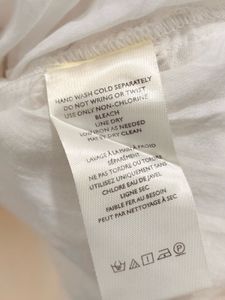 HAND WASH COLD SEPARATELY
DO NOT WRING OR TWIST
USE ONLY NON-CHLORINE
BLEACH
LINE DRY
LOW IRON AS NEEDED
MAY BE DRY CLEAN
LAVAGE À LA MAIN À FROID
SÉPARÉMENT
NE PAS TORDRE OU TORDRE
UTILISEZ UNIQUEMENT SANS
CHLORE EAU DE JAVEL
LIGNE SEC
FAIBLE FER AU BESOIN
PEUT PAR NETTOYAGE À SEC